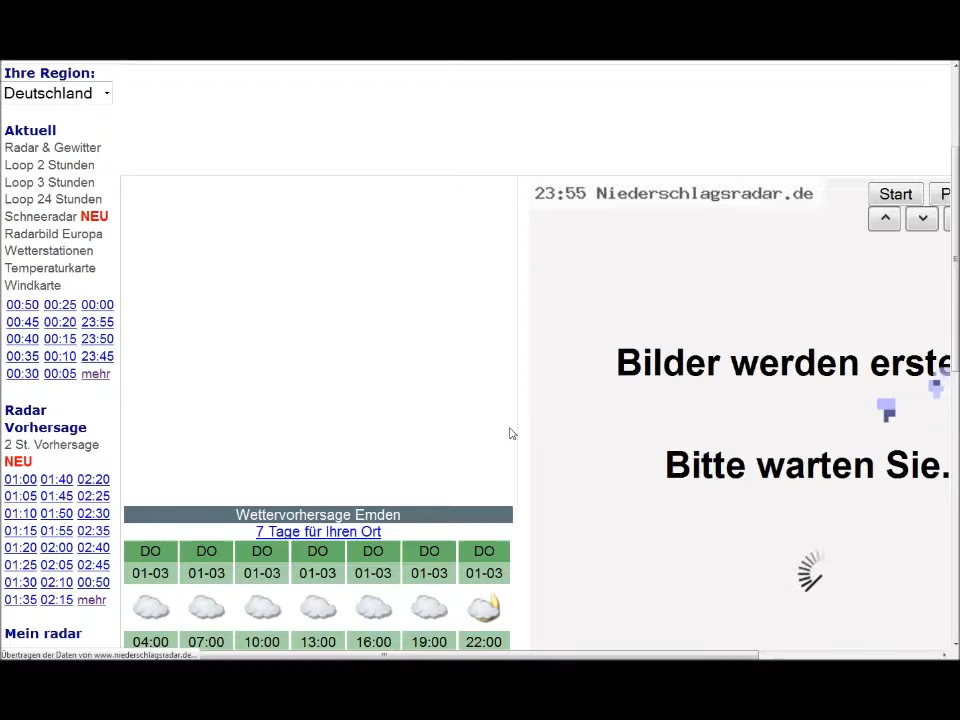 Ihre Region:
Deutschland
Aktuell
Radar & Gewitter
Loop 2 Stunden
Loop 3 Stunden
Loop 24 Stunden
Schneeradar NEU
Radarbild Europa
Wetterstationen
Temperaturkarte
Windkarte
00:50 00:25 00:00
00:45 00:20 23:55
00:40 00:15 23:50
00:35 00:10 23:45
00:30 00:05 mehr
Radar
Vorhersage
2 St. Vorhersage
NEU
01:00 01:40 02:20
01:05 01:45 02:25
01:10 01:50 02:30
01:15 01:55 02:35
01:20 02:00 02:40
01:25 02:05 02:45
01:30 02:10 00:50
01:35 02:15 mehr
Mein radar
Wettervorhersage Emden
7 Tage für Ihren Ort
DO DO DO DO DO DO DO
01-03 01-03 01-03 01-03 01-03 01-03 01-03
04:00 07:00 10:00 13:00 16:00 19:00 22:00
23:55 Niederschlagsradar.de
Start P
Bilder werden erste
Bitte warten Sie.
Übertragen der Daten von www.niederschlagsradar.de...